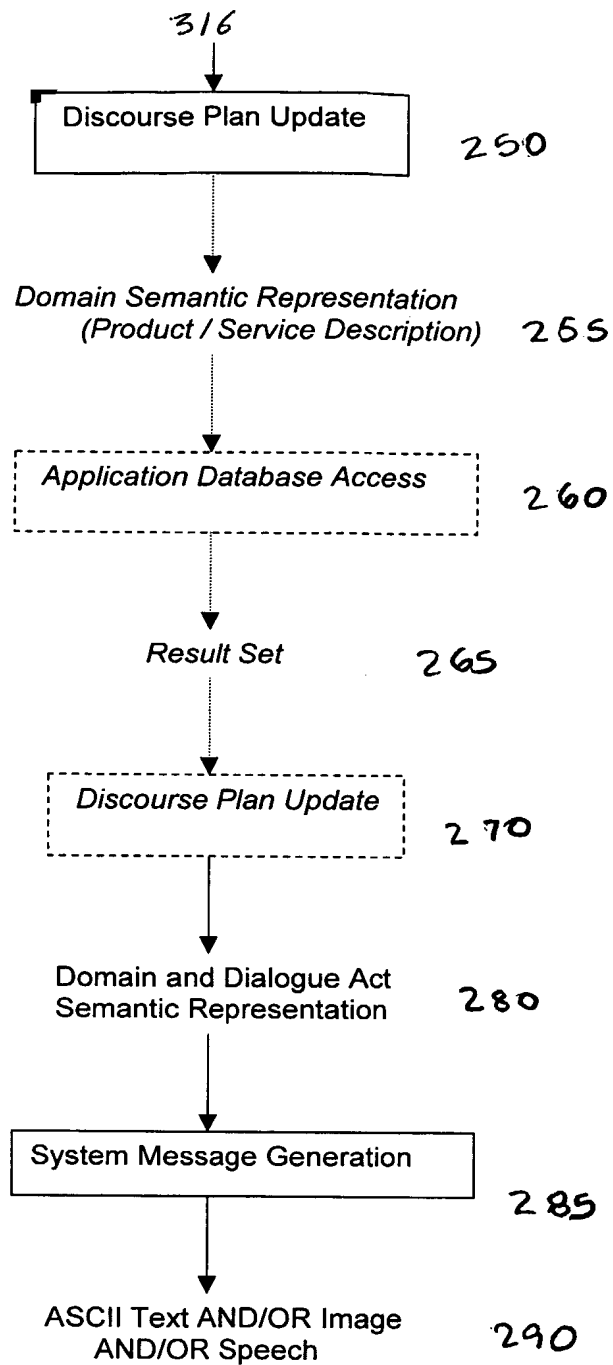 316
Discourse Plan Update
250
Domain Semantic Representation
(Product / Service Description)
255
Application Database Access
260
Result Set
265
Discourse Plan Update
270
Domain and Dialogue Act
Semantic Representation
280
System Message Generation
285
ASCII Text AND/OR Image
AND/OR Speech
290